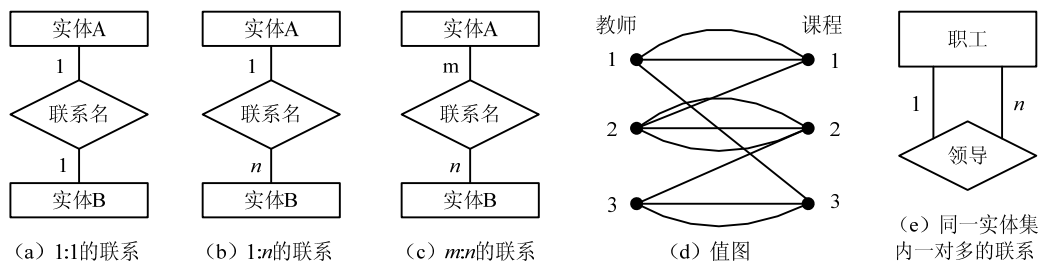 实体A
1
联系名
1
实体B
(a) 1:1的联系
实体A
1
联系名
n
实体B
(b) 1:n的联系
实体A
m
联系名
n
实体B
(c) m:n的联系
教师
课程
1
1
2
2
3
3
(d) 值图
职工
1
n
领导
(e) 同一实体集
内一对多的联系